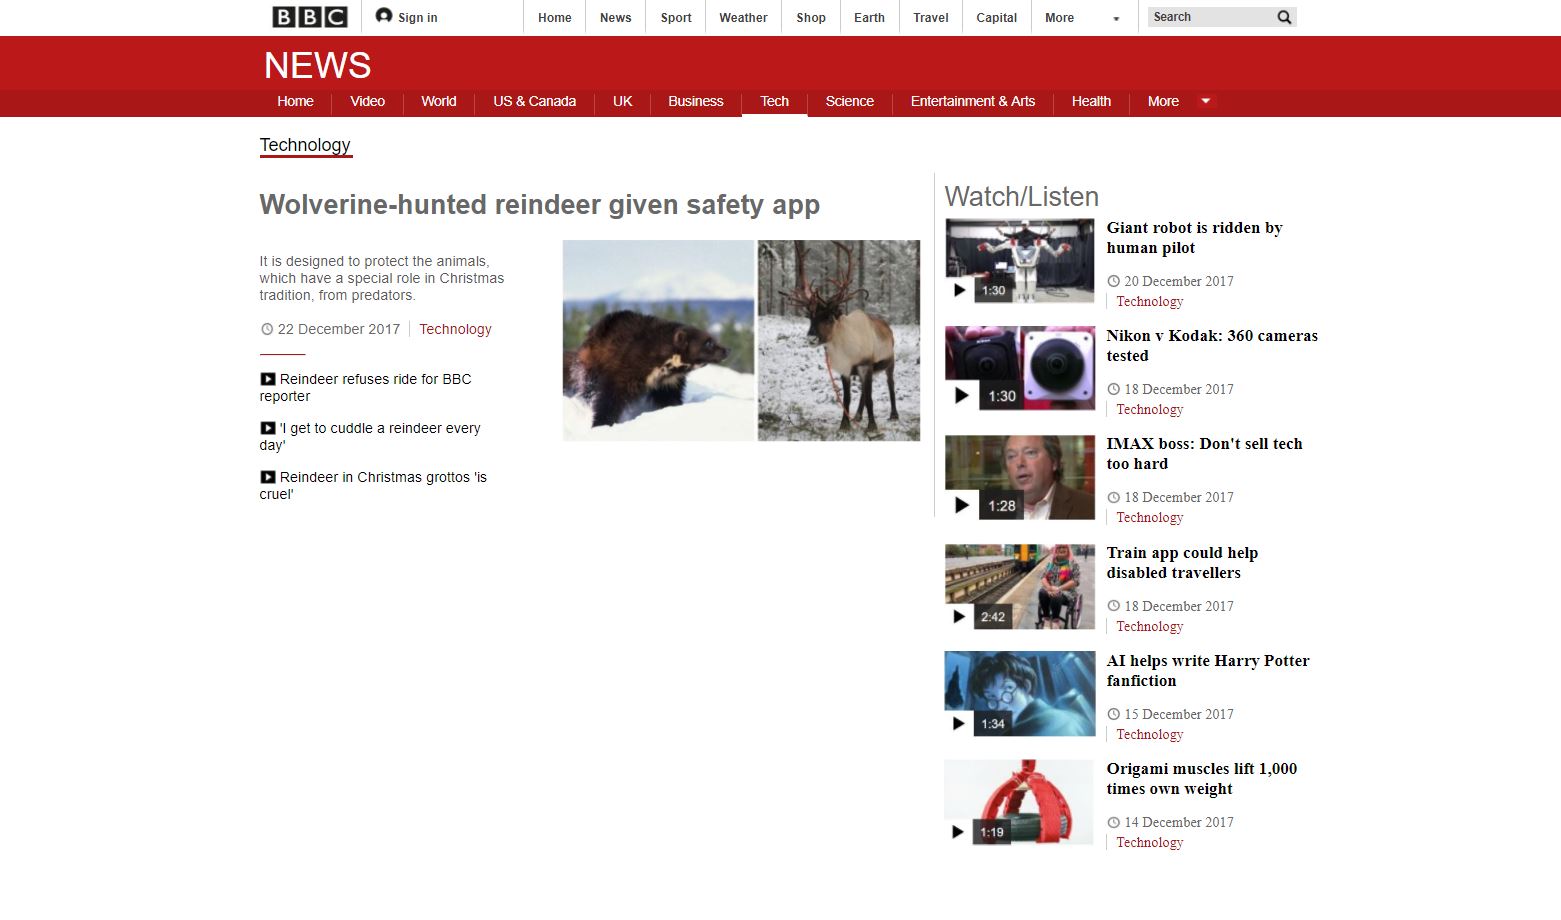 BBC
Sign in
Home
News
Sport
Weather
Shop
Earth
Travel
Capital
More
Search
NEWS
Home
Video
World
US & Canada
UK
Business
Tech
Science
Entertainment & Arts
Health
More
Technology
Wolverine-hunted reindeer given safety app
It is designed to protect the animals,
which have a special role in Christmas
tradition, from predators.
22 December 2017
Technology
Reindeer refuses ride for BBC
reporter
'I get to cuddle a reindeer every
day'
Reindeer in Christmas grottos 'is
cruel'
Watch/Listen
1:30
Giant robot is ridden by
human pilot
20 December 2017
Technology
1:30
Nikon v Kodak: 360 cameras
tested
18 December 2017
Technology
1:28
IMAX boss: Don't sell tech
too hard
18 December 2017
Technology
2:42
Train app could help
disabled travellers
18 December 2017
Technology
1:34
AI helps write Harry Potter
fanfiction
15 December 2017
Technology
1:19
Origami muscles lift 1,000
times own weight
14 December 2017
Technology